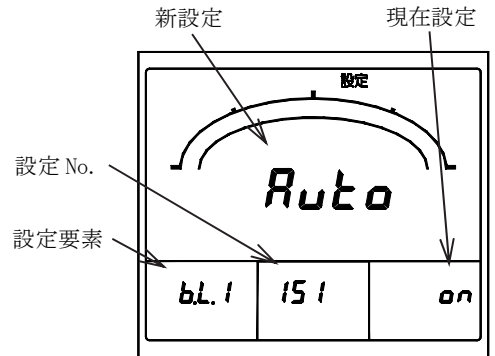 新設定 現在設定
設定
設定 No.
Auto
設定要素
b.L. 1 151 on